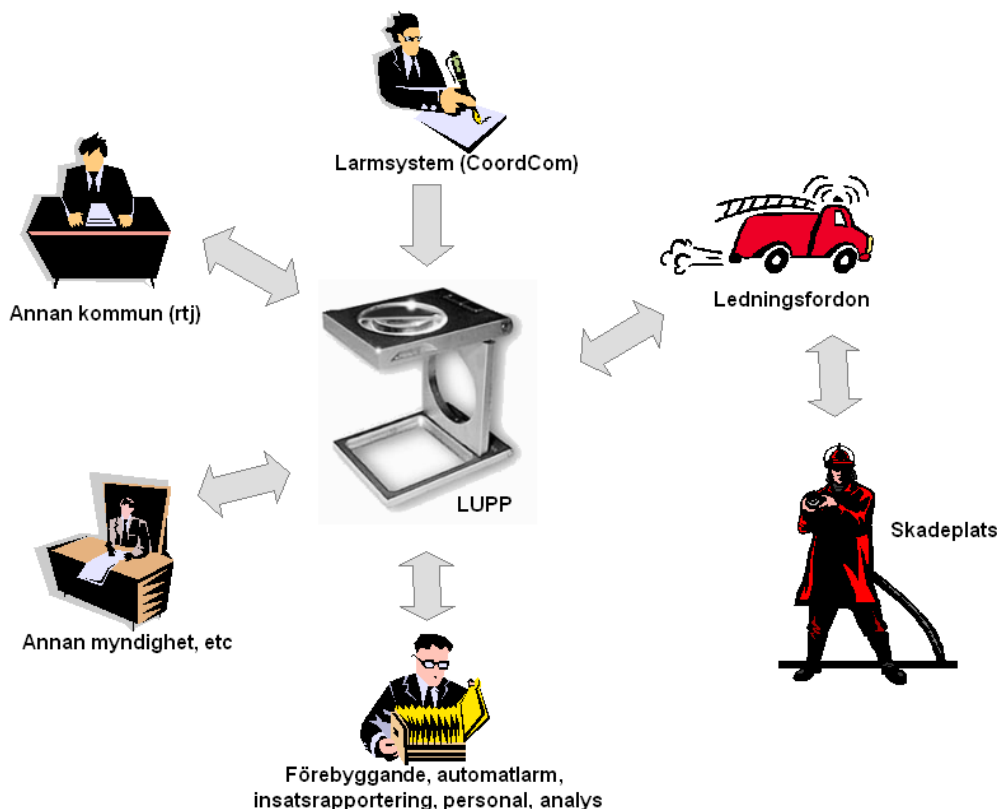 Larmsystem (CoordCom)
Annan kommun (rtj)
Ledningsfordon
LUPP
Skadeplats
Annan myndighet, etc
Förebyggande, automatlarm,
insatsrapportering, personal, analys